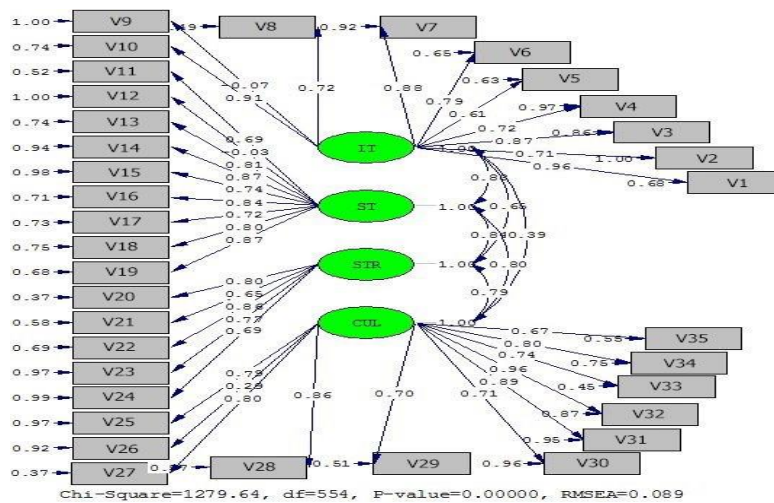 1.00 V9 V8 0.92 V7
0.74 V10 0.65 V6
0.52 V11 0.63 V5
1.00 V12 -0.07 0.91 0.72 0.88 0.79 0.97 V4
0.74 V13 0.61 0.86 V3
0.94 V14 0.69 -0.03 IT 1.00 0.72 0.87 0.71 1.00 V2
0.98 V15 0.81 0.87 0.96 0.68 V1
0.71 V16 0.74 0.84 ST 1.00 0.65
0.73 V17 0.72 0.84 0.39
0.75 V18 0.80
0.68 V19 0.87 STR 1.00 0.80
0.37 V20 0.80 0.79
0.58 V21 0.65 CUL 1.00
0.69 V22 0.77 0.67 V35
0.97 V23 0.69 0.80 0.75 V34
0.99 V24 0.74 0.45 V33
0.97 V25 0.79 0.29 0.96 0.87 V32
0.92 V26 0.80 0.86 0.70 0.89 0.71 0.95 V31
0.37 V27 V28 0.51 V29 0.96 V30
Chi-Square=1279.64, df=554, P-value=0.00000, RMSEA=0.089